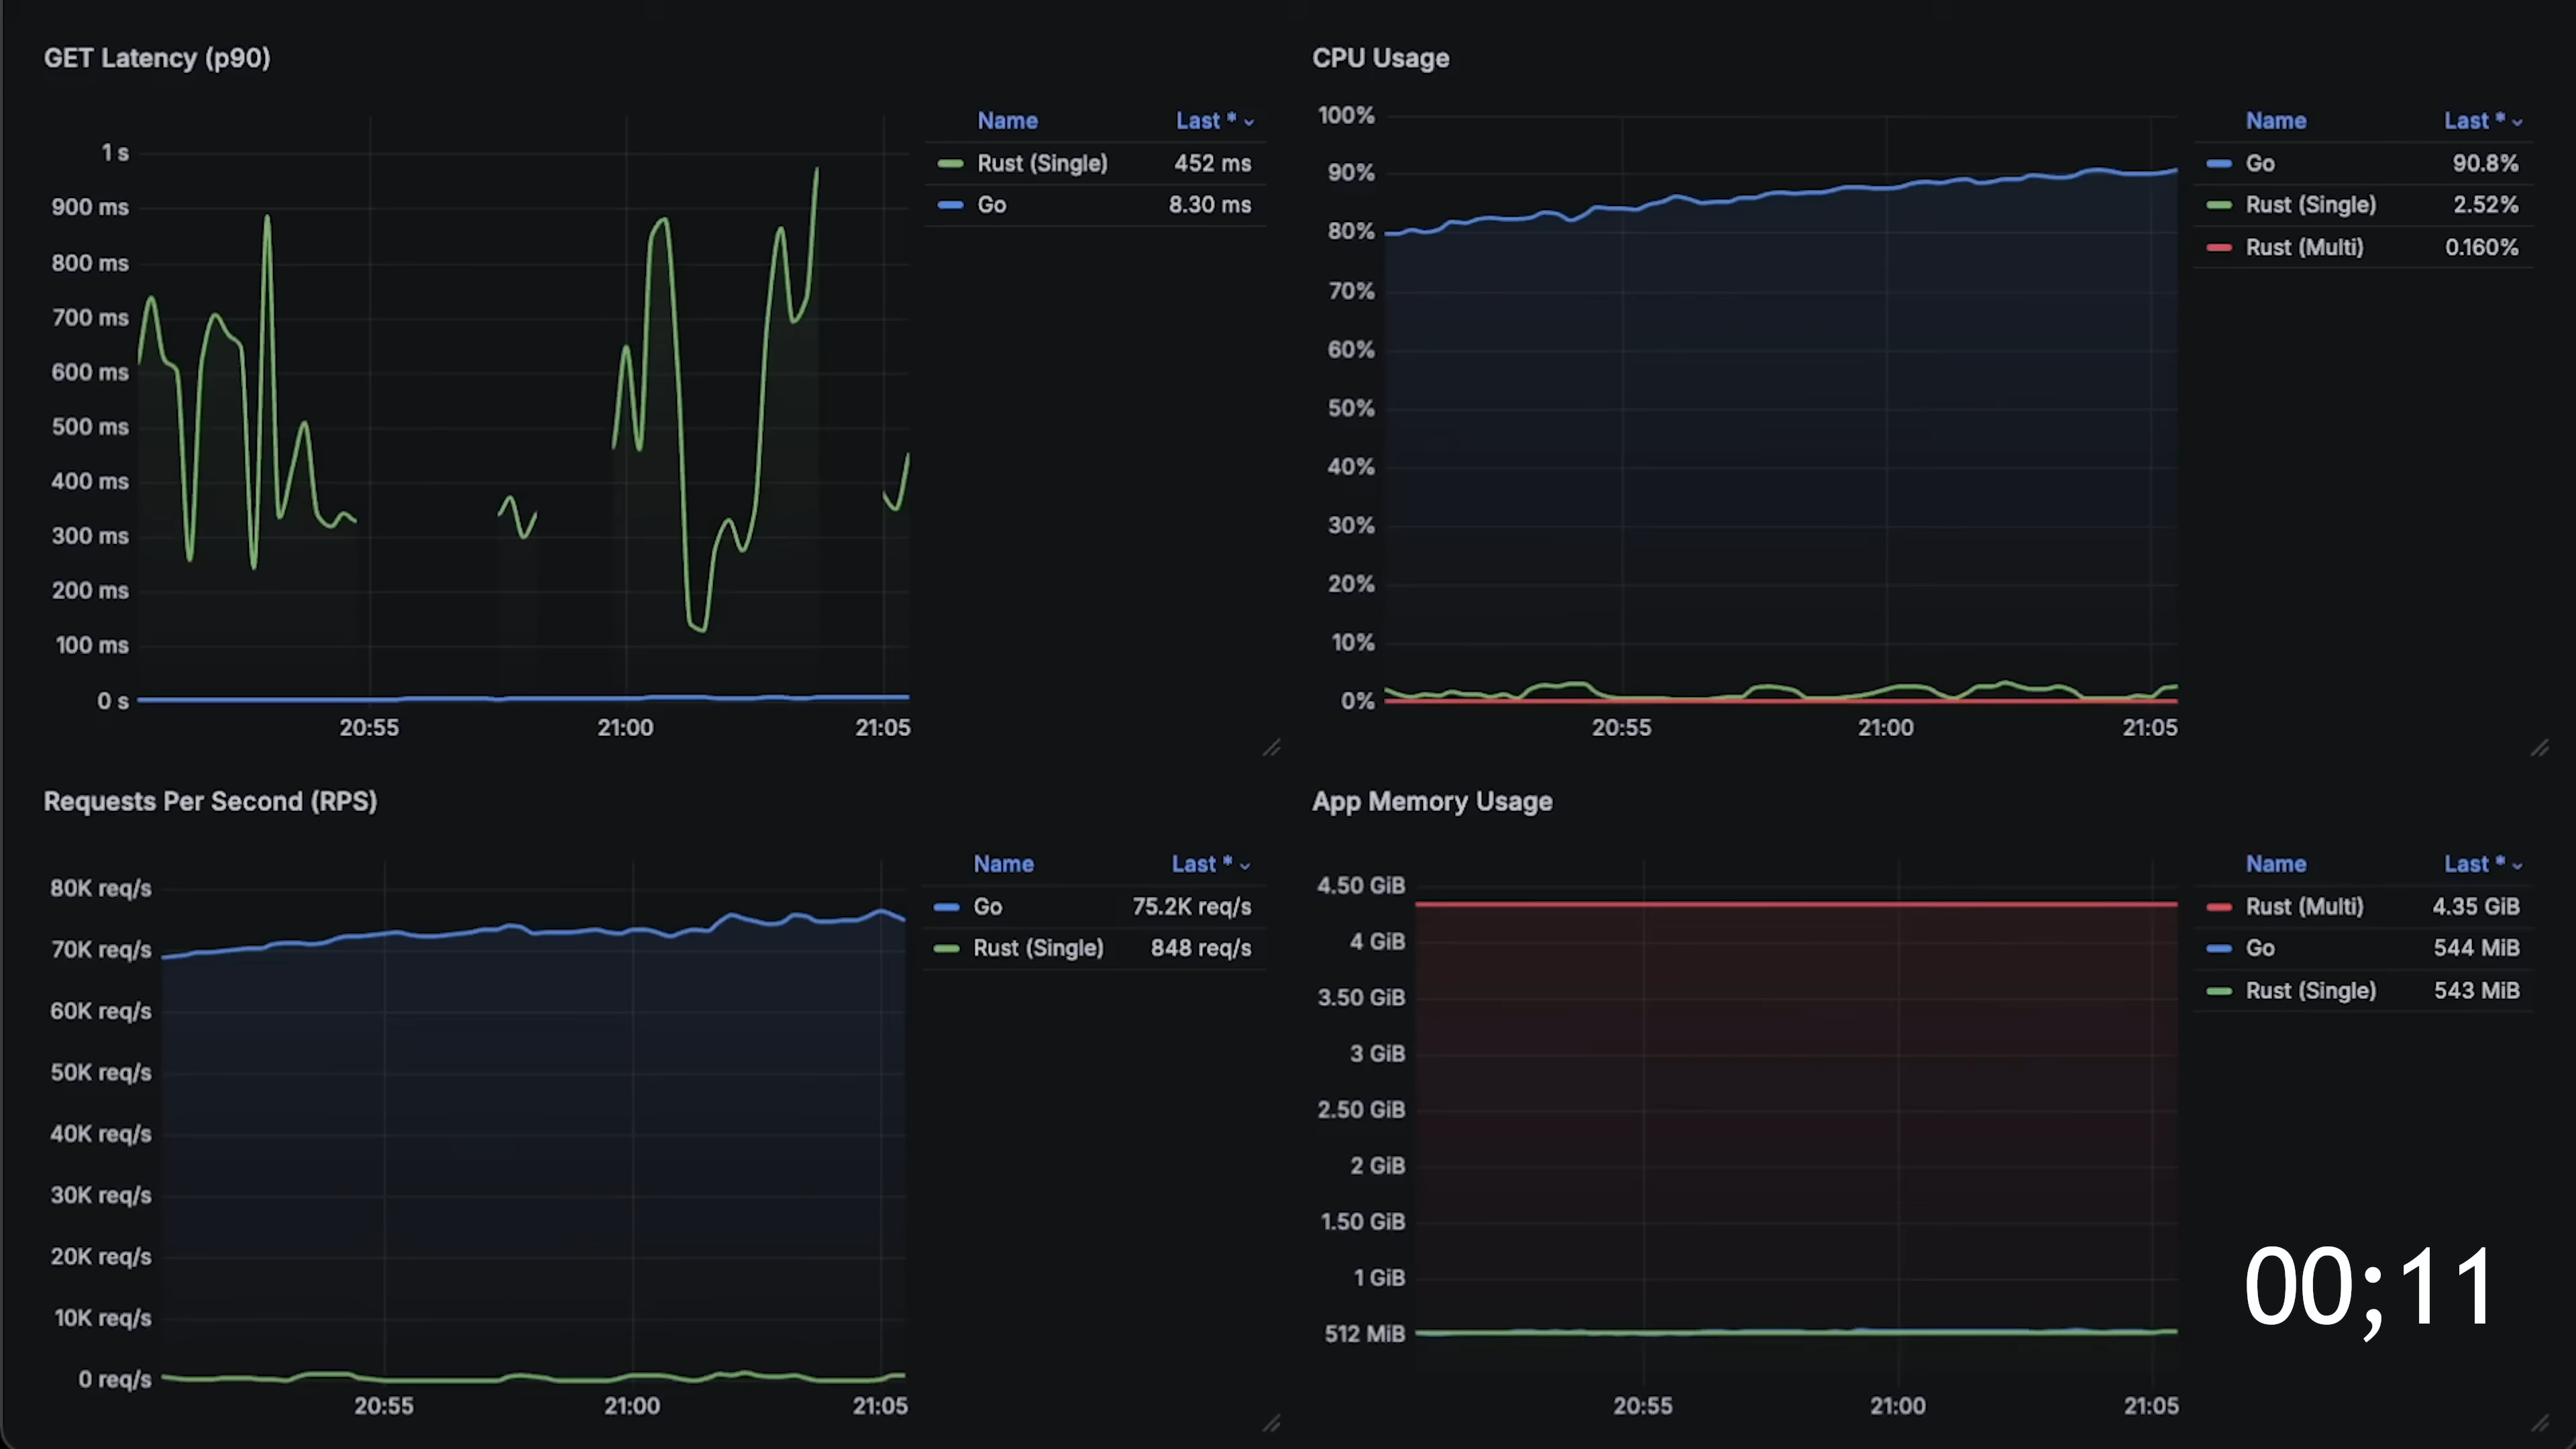 GET Latency (p90)
Name Last *
Rust (Single) 452 ms
Go 8.30 ms
1 s
900 ms
800 ms
700 ms
600 ms
500 ms
400 ms
300 ms
200 ms
100 ms
0 s
20:55 21:00 21:05
CPU Usage
Name Last *
Go 90.8%
Rust (Single) 2.52%
Rust (Multi) 0.160%
100%
90%
80%
70%
60%
50%
40%
30%
20%
10%
0%
20:55 21:00 21:05
Requests Per Second (RPS)
Name Last *
Go 75.2K req/s
Rust (Single) 848 req/s
80K req/s
70K req/s
60K req/s
50K req/s
40K req/s
30K req/s
20K req/s
10K req/s
0 req/s
20:55 21:00 21:05
App Memory Usage
Name Last *
Rust (Multi) 4.35 GiB
Go 544 MiB
Rust (Single) 543 MiB
4.50 GiB
4 GiB
3.50 GiB
3 GiB
2.50 GiB
2 GiB
1.50 GiB
1 GiB
512 MiB
20:55 21:00 21:05
00;11